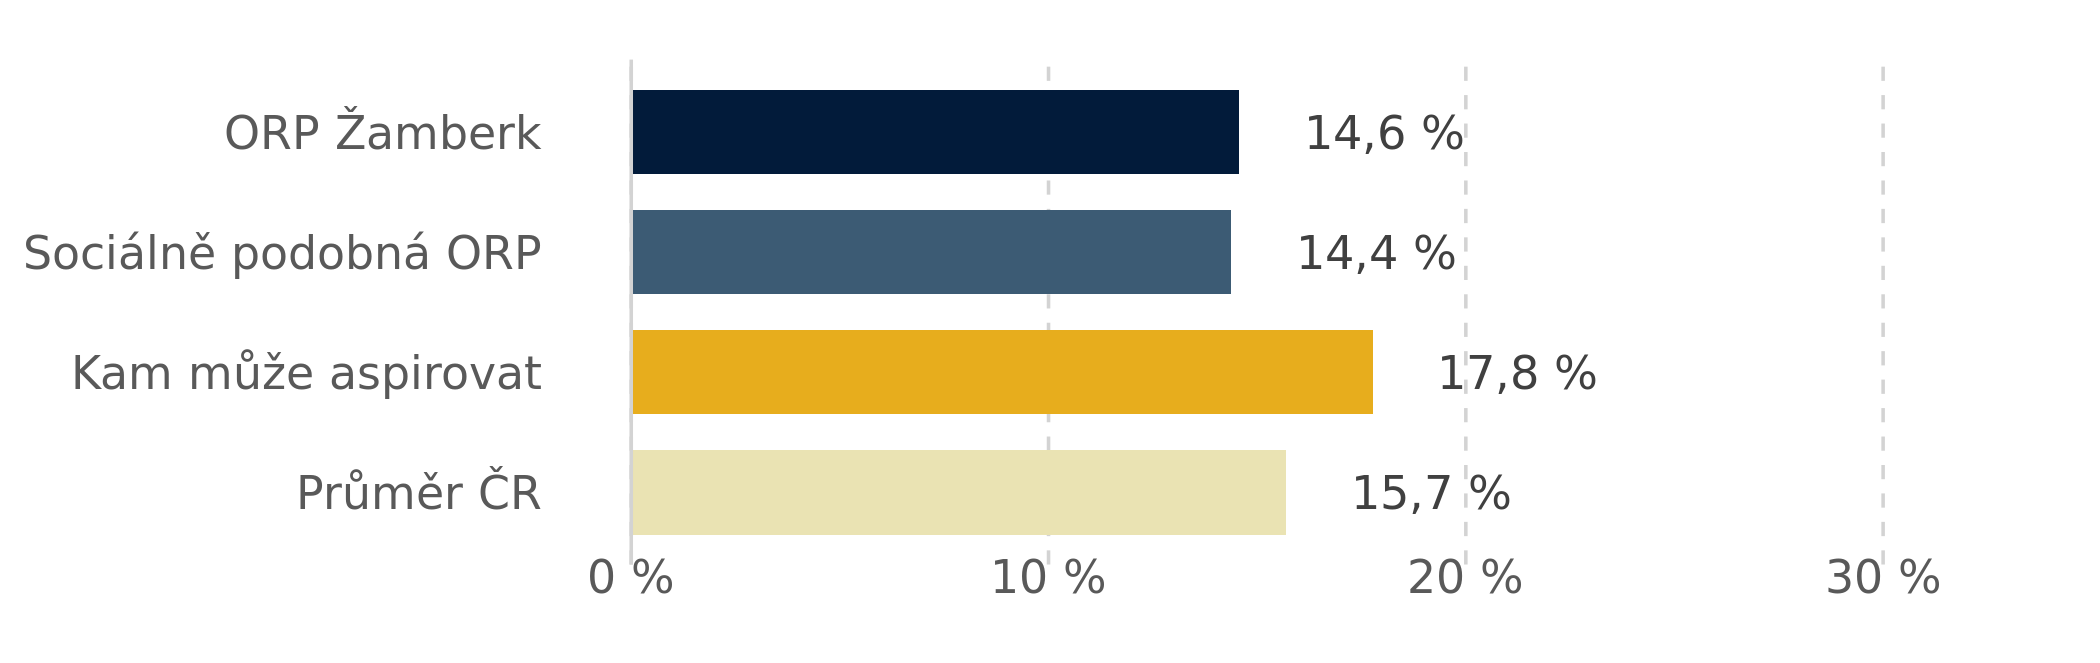 ORP Žamberk 14,6 %
Sociálně podobná ORP 14,4 %
Kam může aspirovat 17,8 %
Průměr ČR 15,7 %
0 % 10 % 20 % 30 %